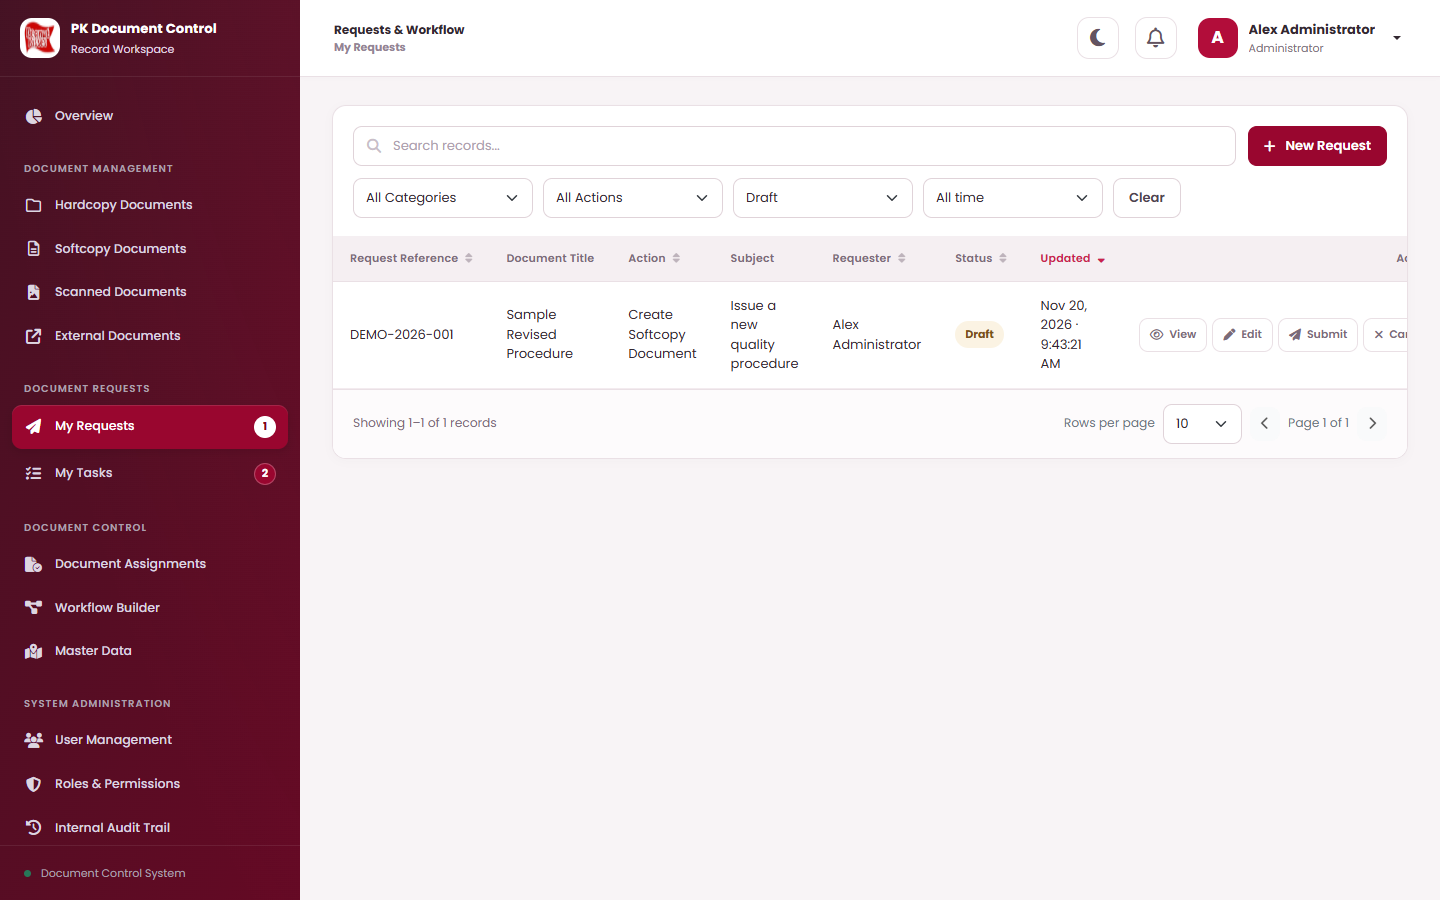 PK Document Control
Record Workspace
Overview
DOCUMENT MANAGEMENT
Hardcopy Documents
Softcopy Documents
Scanned Documents
External Documents
DOCUMENT REQUESTS
My Requests 1
My Tasks 2
DOCUMENT CONTROL
Document Assignments
Workflow Builder
Master Data
SYSTEM ADMINISTRATION
User Management
Roles & Permissions
Internal Audit Trail
Document Control System
Requests & Workflow
My Requests
A
Alex Administrator
Administrator
Search records...
New Request
All Categories
All Actions
Draft
All time
Clear
Request Reference Document Title Action Subject Requester Status Updated
DEMO-2026-001
Sample
Revised
Procedure
Create
Softcopy
Document
Issue a
new
quality
procedure
Alex
Administrator
Draft
Nov 20,
2026 ·
9:43:21
AM
View
Edit
Submit
Showing 1–1 of 1 records
Rows per page 10
Page 1 of 1